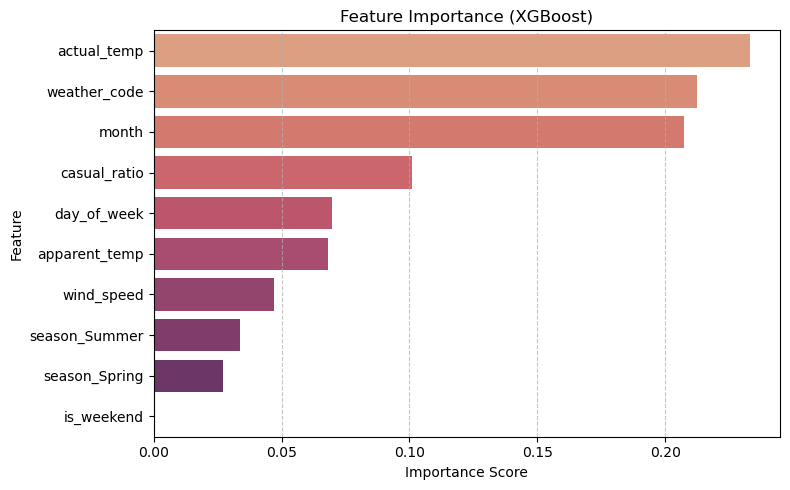 Feature Importance (XGBoost)
actual_temp
weather_code
month
casual_ratio
day_of_week
apparent_temp
wind_speed
season_Summer
season_Spring
is_weekend
Feature
0.00 0.05 0.10 0.15 0.20
Importance Score